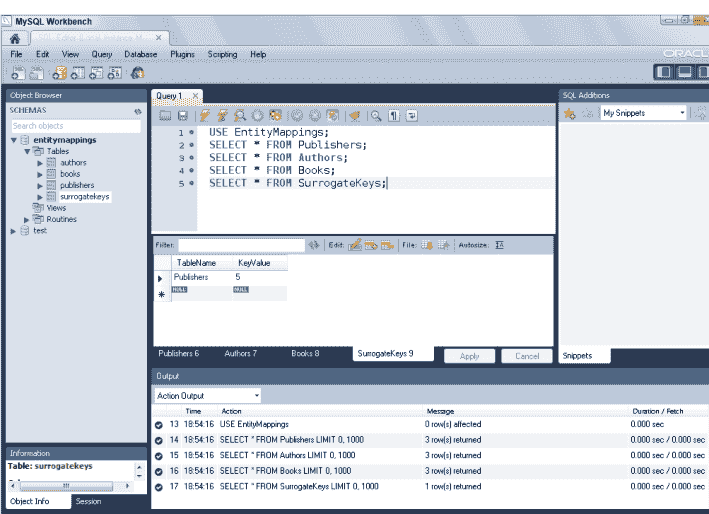 MySQL Workbench
File Edit View Query Database Plugins Scripting Help
ORACL
Object Browser
SCHEMAS
Search objects
entitymappings
Tables
authors
books
publishers
surrogatekeys
Views
Routines
test
Information
Table: surrogatekeys
Object Info Session
Query 1
1 USE EntityMappings;
2 SELECT * FROM Publishers;
3 SELECT * FROM Authors;
4 SELECT * FROM Books;
5 SELECT * FROM SurrogateKeys;
Filter: Edit: File: Autosize:
TableName KeyValue
Publishers 5
NULL NULL
Publishers 6 Authors 7 Books 8 SurrogateKeys 9 Apply Cancel
SQL Additions
My Snippets
Snippets
Output
Action Output
Time Action Message Duration / Fetch
13 18:54:16 USE EntityMappings 0 row(s) affected 0.000 sec
14 18:54:16 SELECT * FROM Publishers LIMIT 0, 1000 3 row(s) returned 0.000 sec / 0.000 sec
15 18:54:16 SELECT * FROM Authors LIMIT 0, 1000 3 row(s) returned 0.000 sec / 0.000 sec
16 18:54:16 SELECT * FROM Books LIMIT 0, 1000 3 row(s) returned 0.000 sec / 0.000 sec
17 18:54:16 SELECT * FROM SurrogateKeys LIMIT 0, 1000 1 row(s) returned 0.000 sec / 0.000 sec